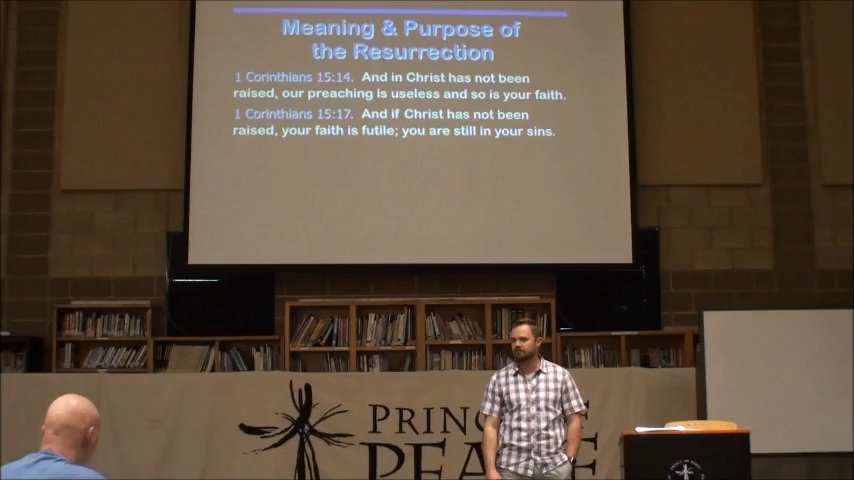 Meaning & Purpose of
the Resurrection
1 Corinthians 15:14. And in Christ has not been
raised, our preaching is useless and so is your faith.
1 Corinthians 15:17. And if Christ has not been
raised, your faith is futile; you are still in your sins.